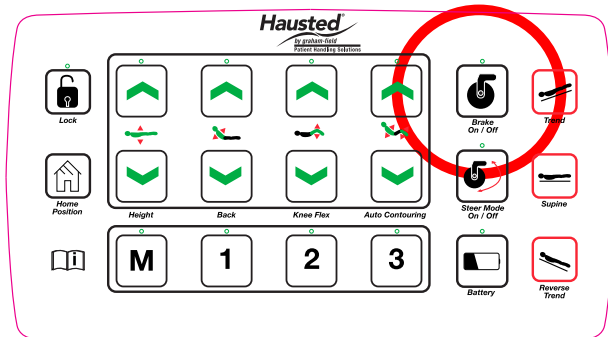 Hausted®
by graham-field
Patient Handling Solutions
Lock
Brake
On / Off
Trend
Home
Position
Height
Back
Knee Flex
Auto Contouring
Steer Mode
On / Off
Supine
i
M
1
2
3
Battery
Reverse
Trend